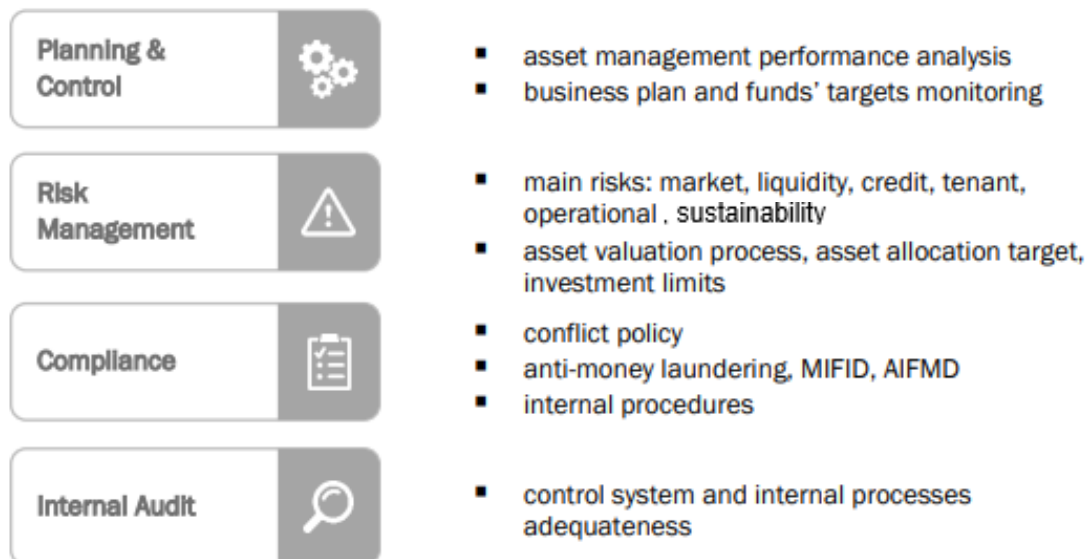 Planning &
Control
▪ asset management performance analysis
▪ business plan and funds' targets monitoring
Risk
Management
▪ main risks: market, liquidity, credit, tenant,
operational , sustainability
▪ asset valuation process, asset allocation target,
investment limits
Compliance
▪ conflict policy
▪ anti-money laundering, MIFID, AIFMD
▪ internal procedures
Internal Audit
▪ control system and internal processes
adequateness